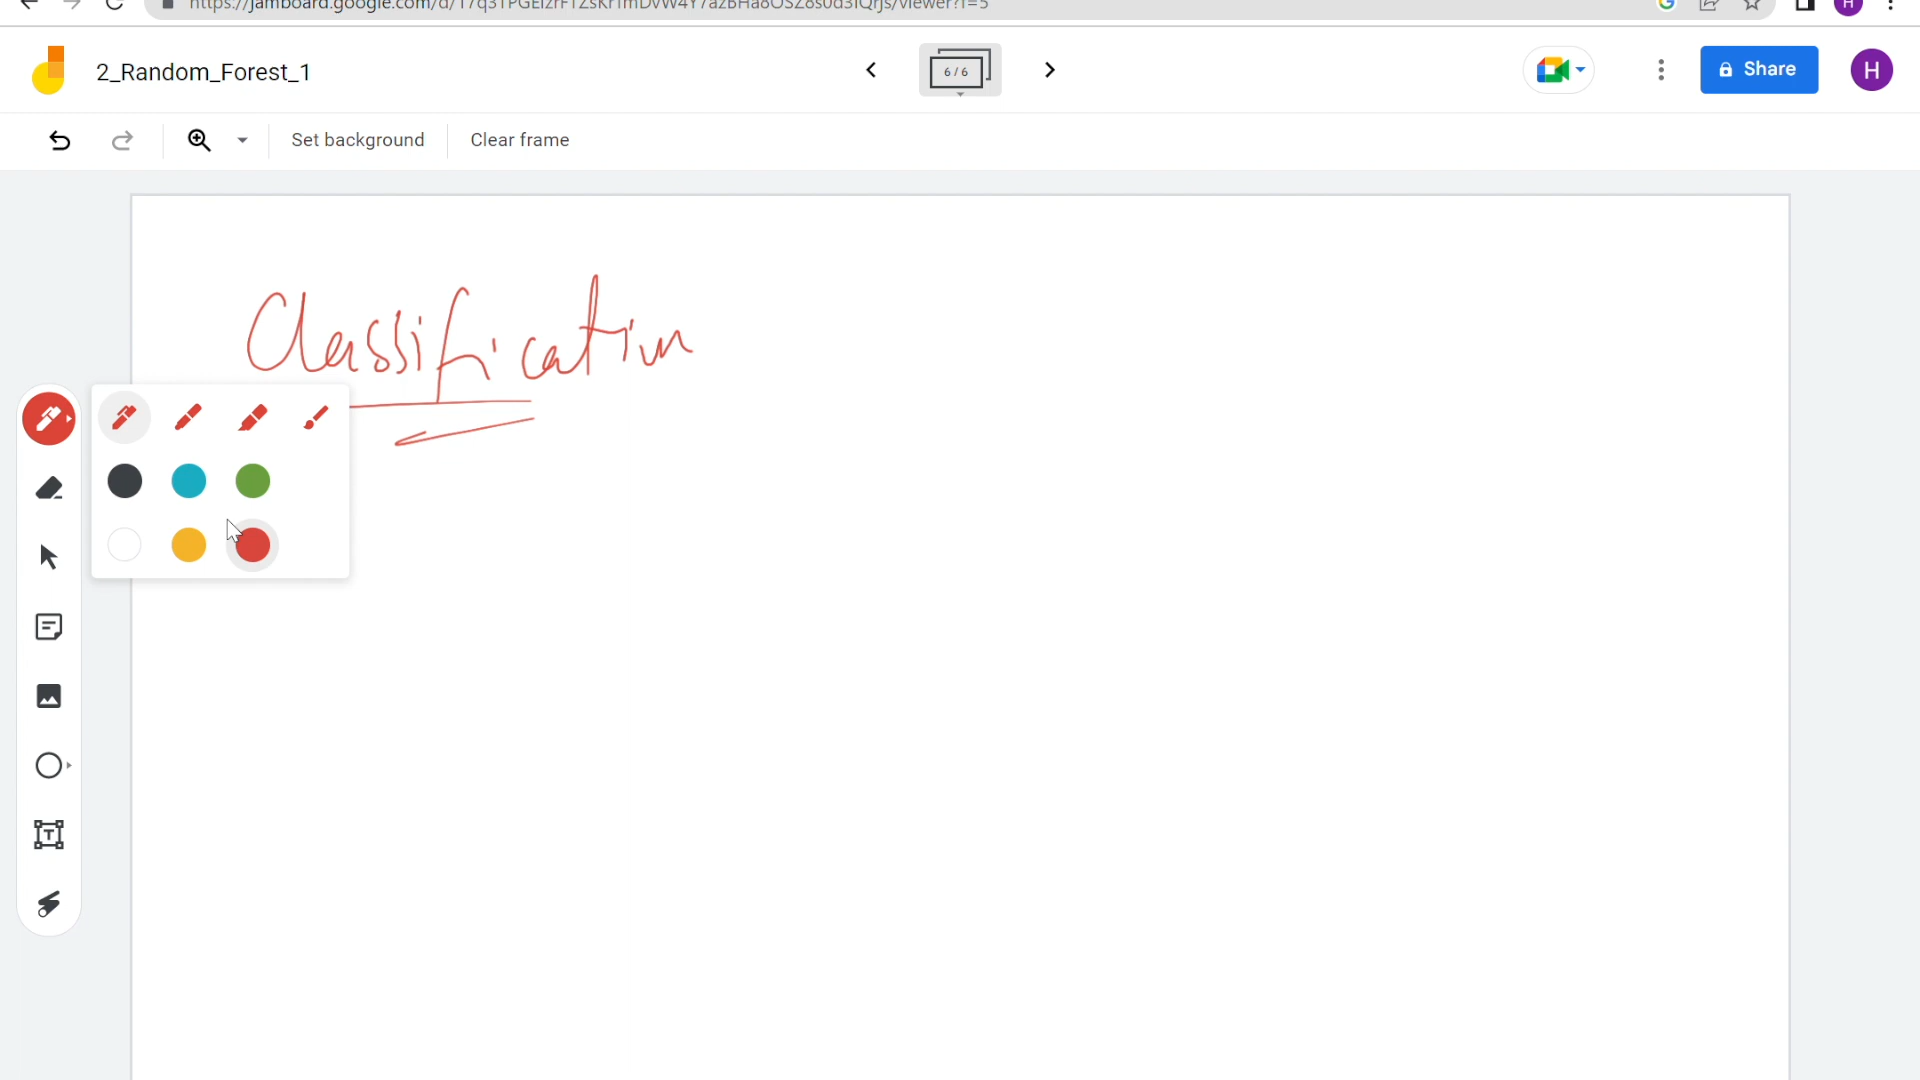 2_Random_Forest_1
6 / 6
Share
H
Set background
Clear frame
Classification